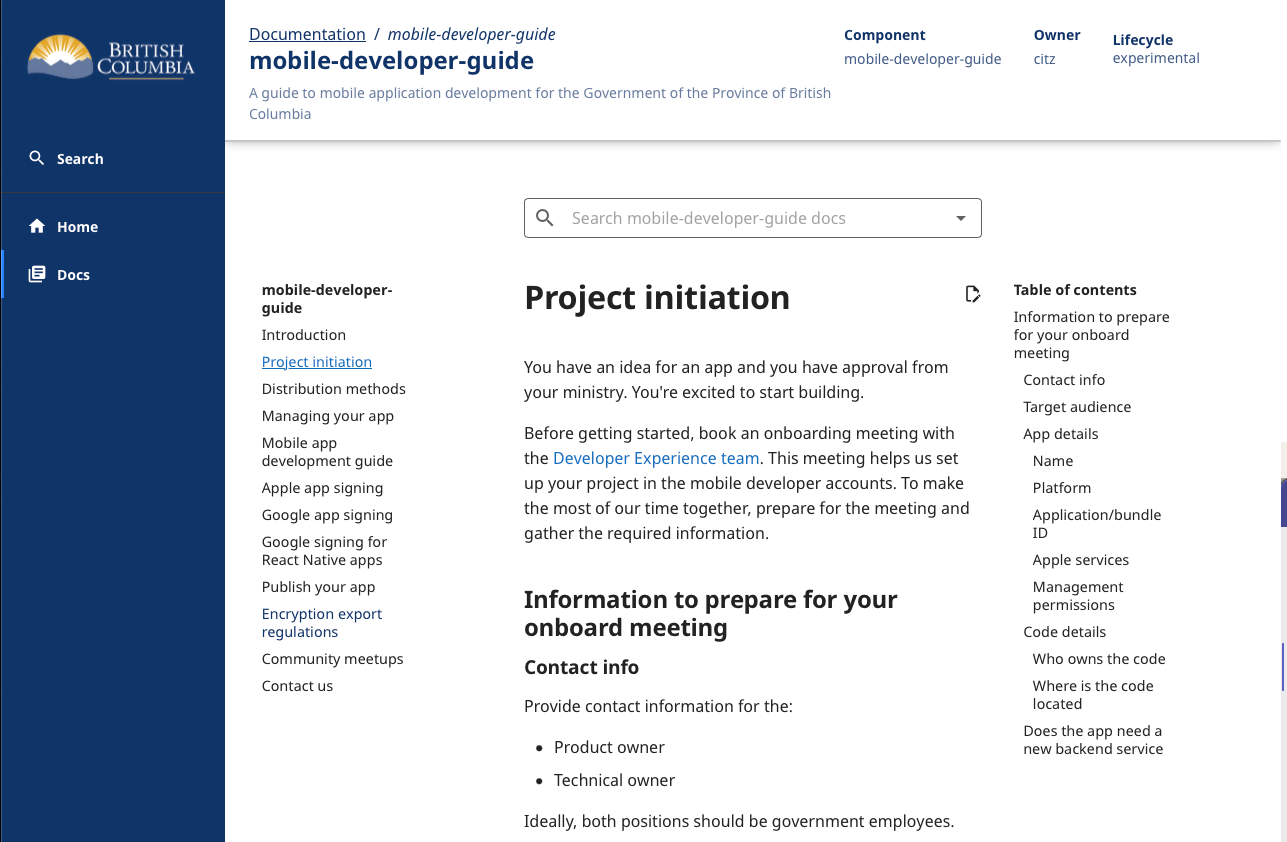 BRITISH
COLUMBIA
Search
Home
Docs
Documentation / mobile-developer-guide
mobile-developer-guide
A guide to mobile application development for the Government of the Province of British
Columbia
Component
mobile-developer-guide
Owner
citz
Lifecycle
experimental
Search mobile-developer-guide docs
mobile-developer-
guide
Introduction
Project initiation
Distribution methods
Managing your app
Mobile app
development guide
Apple app signing
Google app signing
Google signing for
React Native apps
Publish your app
Encryption export
regulations
Community meetups
Contact us
Project initiation
You have an idea for an app and you have approval from
your ministry. You're excited to start building.
Before getting started, book an onboarding meeting with
the Developer Experience team. This meeting helps us set
up your project in the mobile developer accounts. To make
the most of our time together, prepare for the meeting and
gather the required information.
Information to prepare for your
onboard meeting
Contact info
Provide contact information for the:
• Product owner
• Technical owner
Ideally, both positions should be government employees.
Table of contents
Information to prepare
for your onboard
meeting
Contact info
Target audience
App details
Name
Platform
Application/bundle
ID
Apple services
Management
permissions
Code details
Who owns the code
Where is the code
located
Does the app need a
new backend service